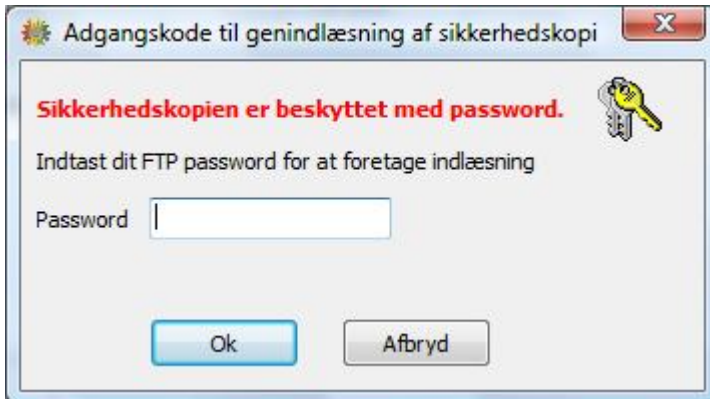 Adgangskode til genindlæsning af sikkerhedskopi
Sikkerhedskopien er beskyttet med password.
Indtast dit FTP password for at foretage indlæsning
Password
Ok Afbryd